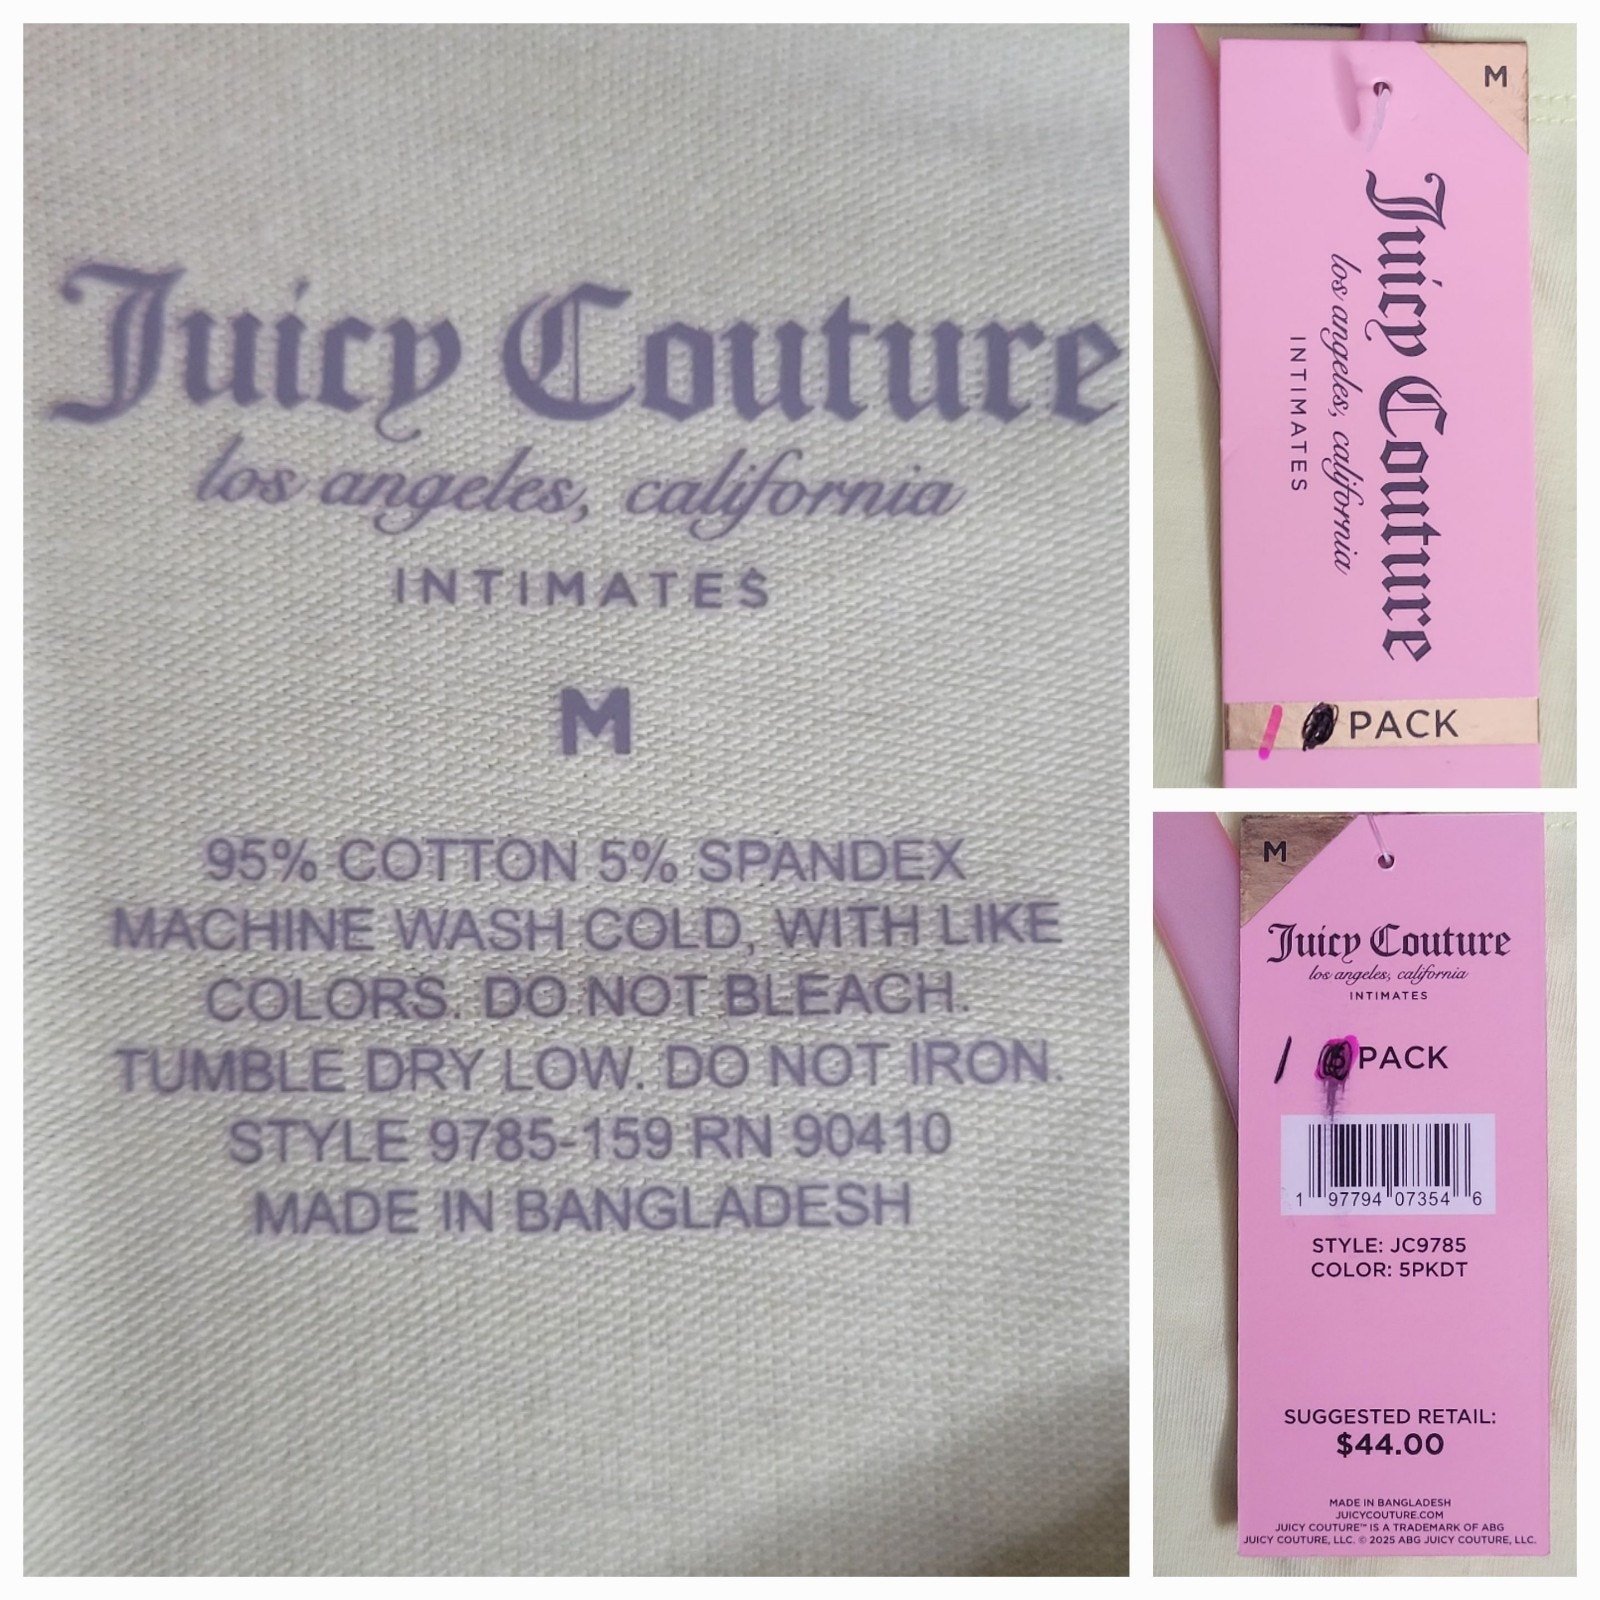 Juicy Couture
los angeles, california
INTIMATES
M
95% COTTON 5% SPANDEX
MACHINE WASH COLD, WITH LIKE
COLORS. DO NOT BLEACH.
TUMBLE DRY LOW. DO NOT IRON.
STYLE 9785-159 RN 90410
MADE IN BANGLADESH
M
Juicy Couture
los angeles, california
INTIMATES
1 PACK
M
Juicy Couture
los angeles, california
INTIMATES
1 PACK
1 97794 07354 6
STYLE: JC9785
COLOR: 5PKDT
SUGGESTED RETAIL:
$44.00
MADE IN BANGLADESH
JUICYCOUTURE.COM
JUICY COUTURE™ IS A TRADEMARK OF ABG
JUICY COUTURE, LLC. © 2025 ABG JUICY COUTURE, LLC.